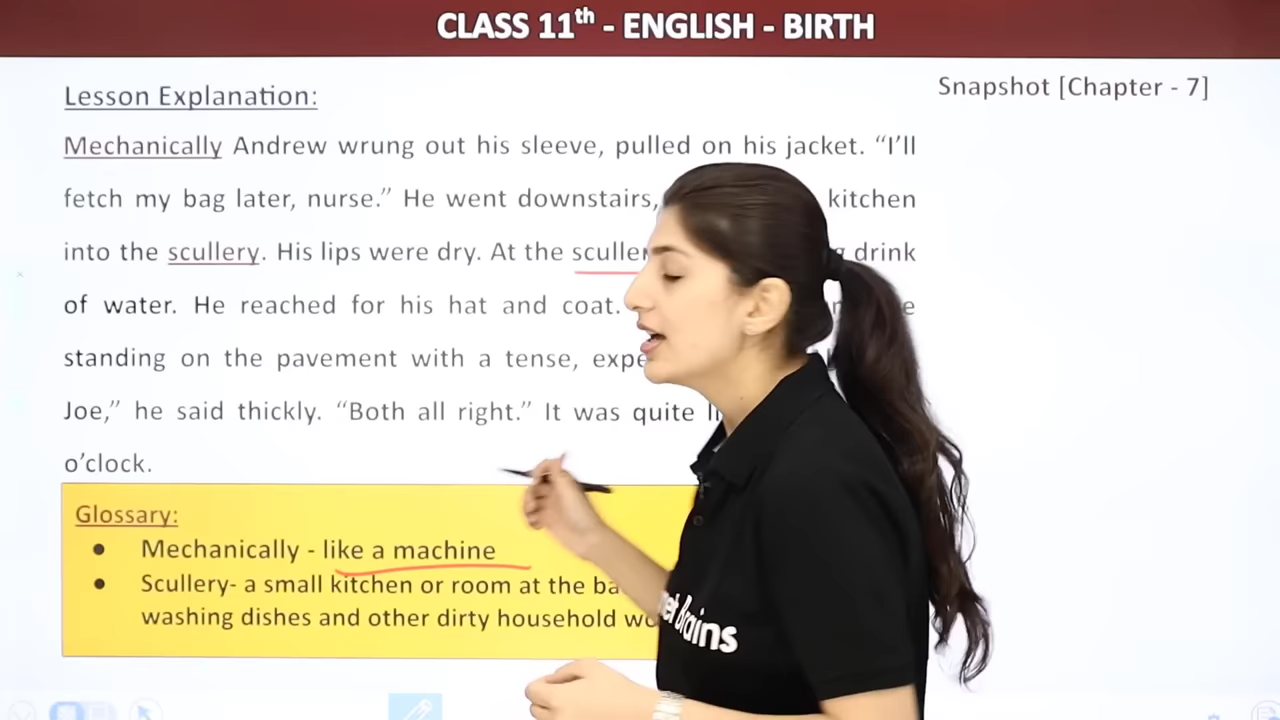 CLASS 11th - ENGLISH - BIRTH
Snapshot [Chapter - 7]
Lesson Explanation:
Mechanically Andrew wrung out his sleeve, pulled on his jacket. “I’ll
fetch my bag later, nurse.” He went downstairs, kitchen
into the scullery. His lips were dry. At the drink
of water. He reached for his hat and coat.
standing on the pavement with a tense,
Joe,” he said thickly. “Both all right.” It was quite
o’clock.
Glossary:
● Mechanically - like a machine
● Scullery- a small kitchen or room at the
washing dishes and other dirty household
Brains